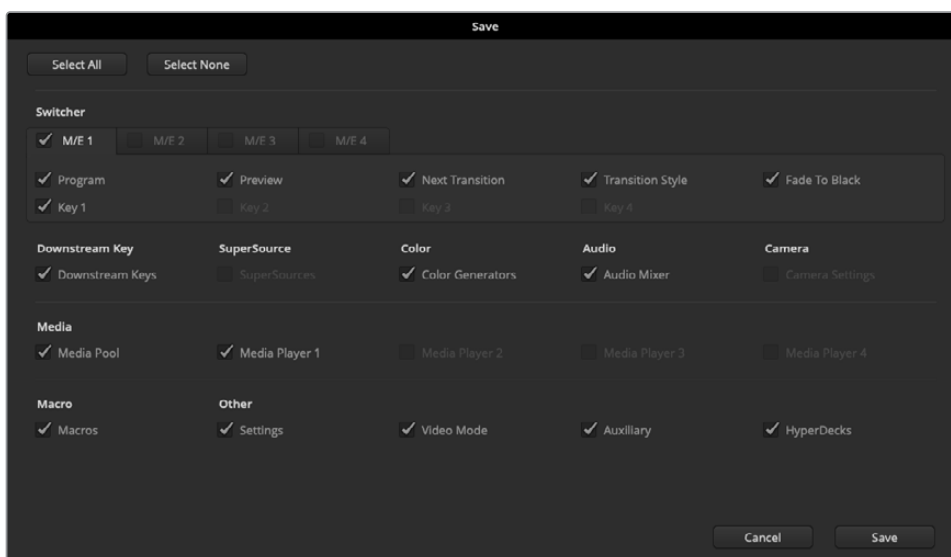 Save
Select All Select None
Switcher
M/E 1 M/E 2 M/E 3 M/E 4
Program Preview Next Transition Transition Style Fade To Black
Key 1 Key 2 Key 3 Key 4
Downstream Key SuperSource Color Audio Camera
Downstream Keys SuperSources Color Generators Audio Mixer Camera Settings
Media
Media Pool Media Player 1 Media Player 2 Media Player 3 Media Player 4
Macro Other
Macros Settings Video Mode Auxiliary HyperDecks
Cancel Save